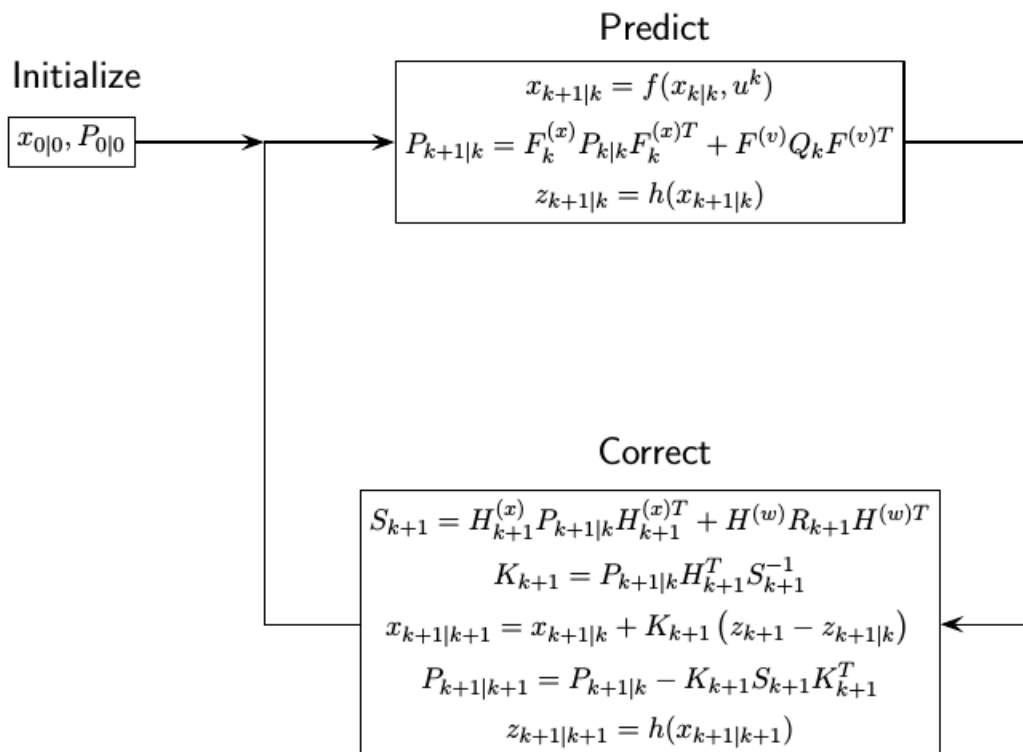 Initialize
x_{0|0}, P_{0|0}
Predict
x_{k+1|k} = f(x_{k|k}, u^k)
P_{k+1|k} = F_k^{(x)} P_{k|k} F_k^{(x)T} + F^{(v)} Q_k F^{(v)T}
z_{k+1|k} = h(x_{k+1|k})
Correct
S_{k+1} = H_{k+1}^{(x)} P_{k+1|k} H_{k+1}^{(x)T} + H^{(w)} R_{k+1} H^{(w)T}
K_{k+1} = P_{k+1|k} H_{k+1}^T S_{k+1}^{-1}
x_{k+1|k+1} = x_{k+1|k} + K_{k+1} (z_{k+1} − z_{k+1|k})
P_{k+1|k+1} = P_{k+1|k} − K_{k+1} S_{k+1} K_{k+1}^T
z_{k+1|k+1} = h(x_{k+1|k+1})